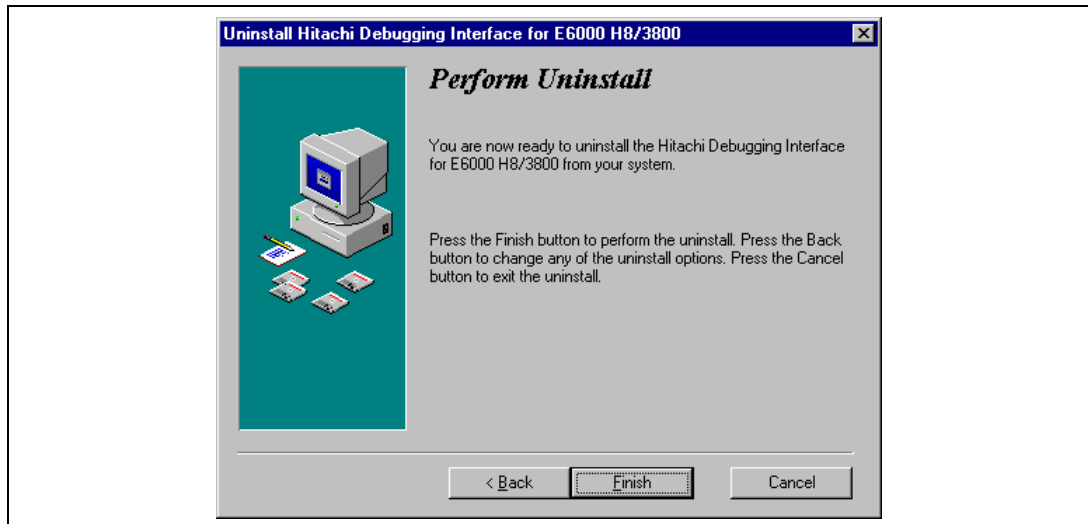 Uninstall Hitachi Debugging Interface for E6000 H8/3800
Perform Uninstall
You are now ready to uninstall the Hitachi Debugging Interface
for E6000 H8/3800 from your system.
Press the Finish button to perform the uninstall. Press the Back
button to change any of the uninstall options. Press the Cancel
button to exit the uninstall.
< Back
Finish
Cancel